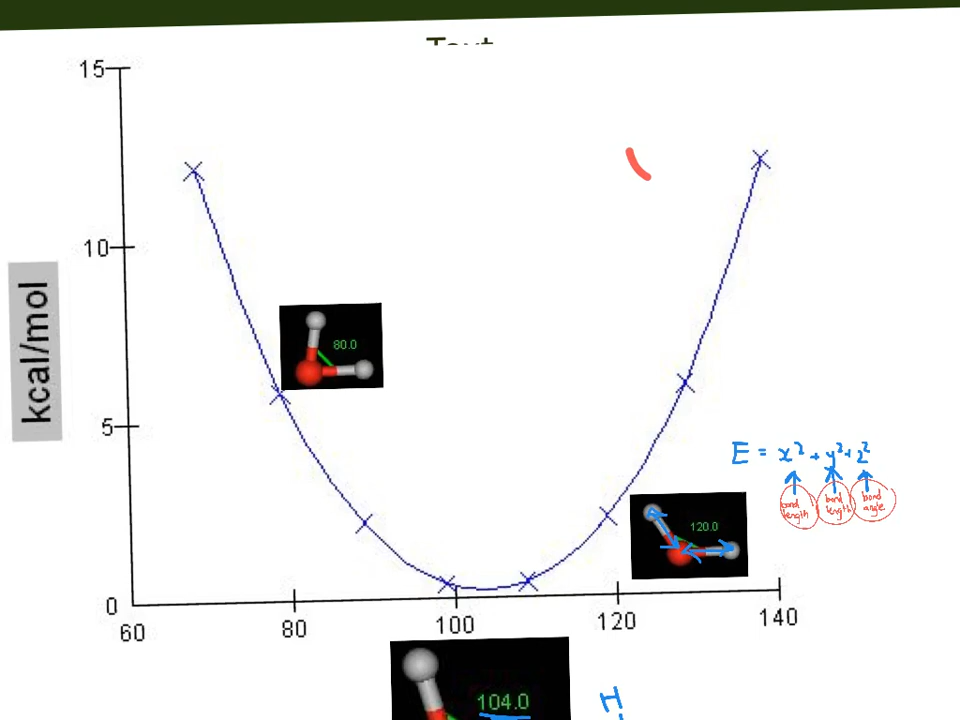 15
10
5
0
kcal/mol
60
80
100
120
140
80.0
120.0
104.0
E = x² + y² + z²
bond length
bond length
bond angle
H